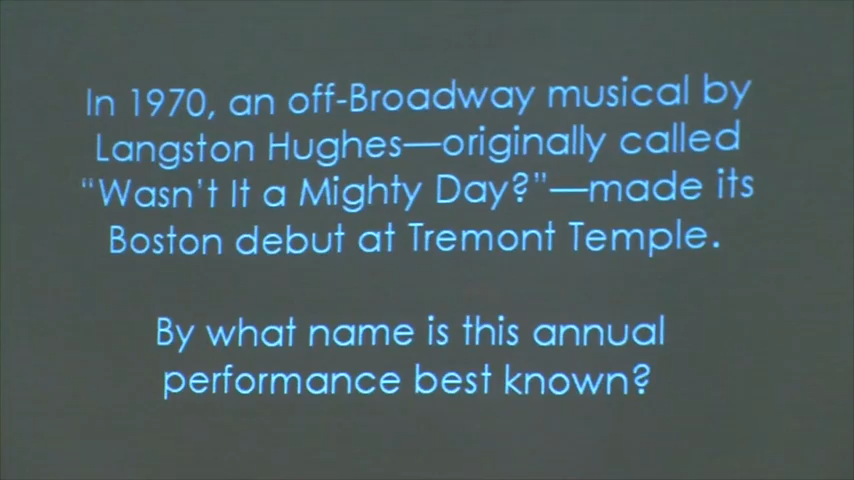 In 1970, an off-Broadway musical by
Langston Hughes—originally called
“Wasn’t It a Mighty Day?”—made its
Boston debut at Tremont Temple.
By what name is this annual
performance best known?